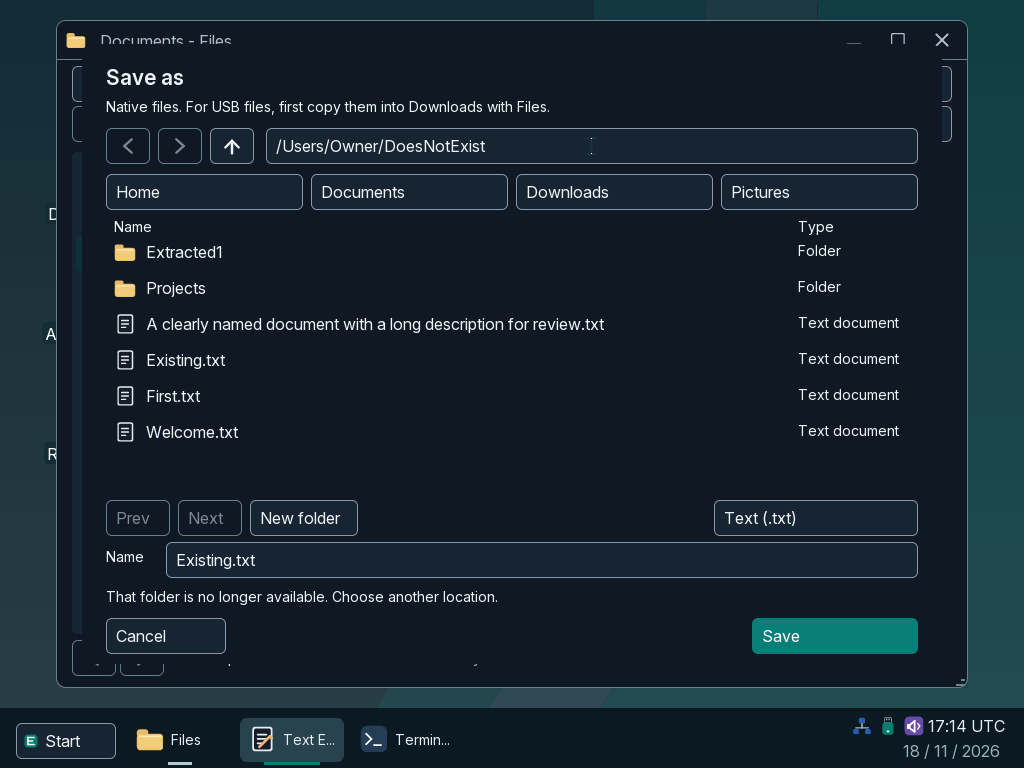 Documents - Files
Save as
Native files. For USB files, first copy them into Downloads with Files.
/Users/Owner/DoesNotExist
Home Documents Downloads Pictures
Name Type
Extracted1 Folder
Projects Folder
A clearly named document with a long description for review.txt Text document
Existing.txt Text document
First.txt Text document
Welcome.txt Text document
Prev Next New folder Text (.txt)
Name Existing.txt
That folder is no longer available. Choose another location.
Cancel Save
Start Files Text E... Termin... 17:14 UTC
18 / 11 / 2026